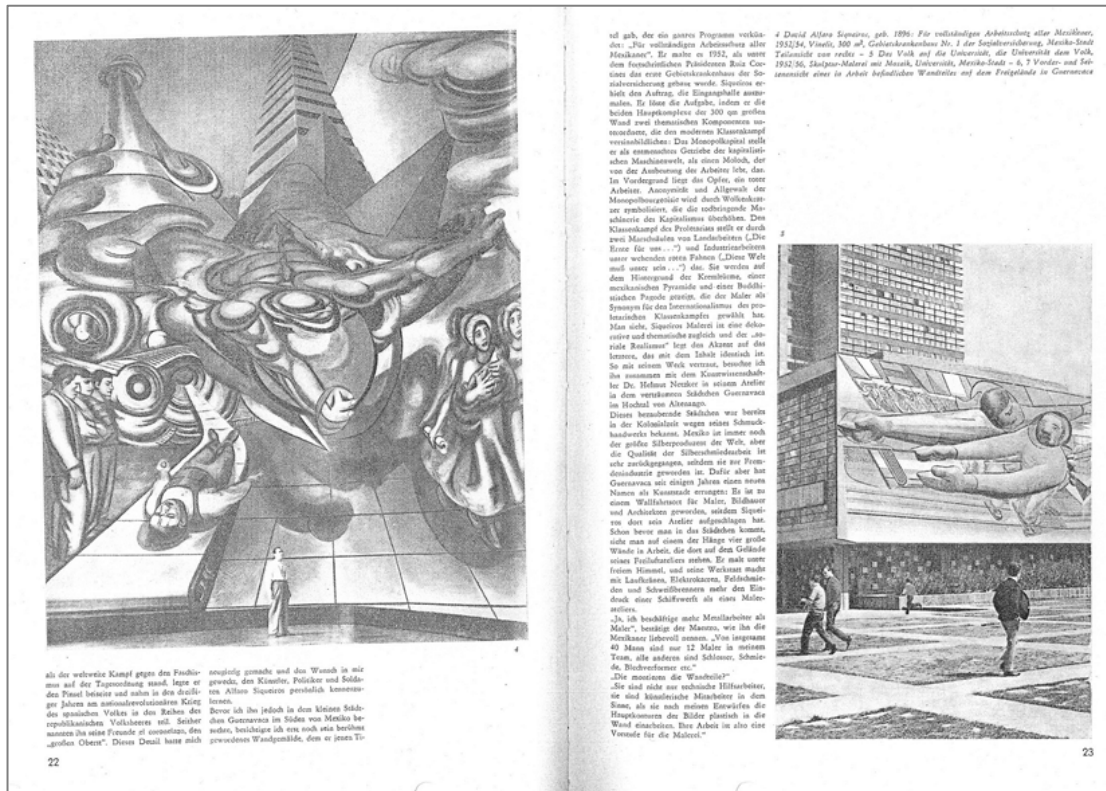 4
als der weltweite Kampf gegen den Faschis-
mus auf der Tagesordnung stand, legte er
den Pinsel beiseite und nahm in den dreißi-
ger Jahren am nationalrevolutionären Krieg
des spanischen Volkes in den Reihen des
republikanischen Volksheeres teil. Seither
nannten ihn seine Freunde el coronelazo, den
„großen Oberst". Dieses Detail hatte mich
neugierig gemacht und den Wunsch in mir
geweckt, den Künstler, Politiker und Solda-
ten Alfaro Siqueiros persönlich kennenzu-
lernen.
Bevor ich ihn jedoch in dem kleinen Städt-
chen Guernavaca im Süden von Mexiko be-
suchte, besichtigte ich erst noch sein berühmt
gewordenes Wandgemälde, dem er jenen Ti-
22
tel gab, der ein ganzes Programm verkün-
det: „Für vollständigen Arbeitsschutz aller
Mexikaner". Er malte es 1952, als unter
dem fortschrittlichen Präsidenten Ruiz Cor-
tines das erste Gebietskrankenhaus der So-
zialversicherung gebaut wurde. Siqueiros er-
hielt den Auftrag, die Eingangshalle auszu-
malen. Er löste die Aufgabe, indem er die
beiden Hauptkomplexe der 300 qm großen
Wand zwei thematischen Komponenten un-
terordnete, die den modernen Klassenkampf
versinnbildlichen: Das Monopolkapital stellt
er als entmenschtes Getriebe der kapitalisti-
schen Maschinenwelt, als einen Moloch, der
von der Ausbeutung der Arbeiter lebt, dar.
Im Vordergrund liegt das Opfer, ein toter
Arbeiter. Anonymität und Allgewalt der
Monopolbourgeoisie wird durch Wolkenkrat-
zer symbolisiert, die die todbringende Ma-
schinerie des Kapitalismus überhöhen. Den
Klassenkampf des Proletariats stellt er durch
zwei Marschsäulen von Landarbeitern („Die
Ernte für uns ...") und Industriearbeitern
unter wehenden roten Fahnen („Diese Welt
muß unser sein ...") dar. Sie werden auf
dem Hintergrund der Kremltürme, einer
mexikanischen Pyramide und einer Buddhi-
stischen Pagode gezeigt, die der Maler als
Synonym für den Internationalismus des pro-
letarischen Klassenkampfes gewählt hat.
Man sieht, Siqueiros Malerei ist eine deko-
rative und thematische zugleich und der „so-
ziale Realismus" legt den Akzent auf das
letztere, das mit dem Inhalt identisch ist.
So mit seinem Werk vertraut, besuchte ich
ihn zusammen mit dem Kunstwissenschaft-
ler Dr. Helmut Netzker in seinem Atelier
in dem verträumten Städtchen Guernavaca
im Hochtal von Altenango.
Dieses bezaubernde Städtchen war bereits
in der Kolonialzeit wegen seines Schmuck-
handwerks bekannt. Mexiko ist immer noch
der größte Silberproduzent der Welt, aber
die Qualität der Silberschmiedearbeit ist
sehr zurückgegangen, seitdem sie zur Frem-
denindustrie geworden ist. Dafür aber hat
Guernavaca seit einigen Jahren einen neuen
Namen als Kunststadt errungen: Es ist zu
einem Wallfahrtsort für Maler, Bildhauer
und Architekten geworden, seitdem Siquei-
ros dort sein Atelier aufgeschlagen hat.
Schon bevor man in das Städtchen kommt,
sieht man auf einem der Hänge vier große
Wände in Arbeit, die dort auf dem Gelände
seines Freiluftateliers stehen. Er malt unter
freiem Himmel, und seine Werkstatt macht
mit Laufkränen, Elektrokarren, Feldschmie-
den und Schweißbrennern mehr den Ein-
druck einer Schiffswerft als eines Maler-
ateliers.
„Ja, ich beschäftige mehr Metallarbeiter als
Maler", bestätigt der Maestro, wie ihn die
Mexikaner liebevoll nennen. „Von insgesamt
40 Mann sind nur 12 Maler in meinem
Team, alle anderen sind Schlosser, Schmie-
de, Blechverformer etc."
„Die montieren die Wandteile?"
„Sie sind nicht nur technische Hilfsarbeiter,
sie sind künstlerische Mitarbeiter in dem
Sinne, als sie nach meinen Entwürfen die
Hauptkonturen der Bilder plastisch in die
Wand einarbeiten. Ihre Arbeit ist also eine
Vorstufe für die Malerei."
4 David Alfaro Siqueiros, geb. 1896: Für vollständigen Arbeitsschutz aller Mexikaner,
1952/54, Vinelit, 300 m², Gebietskrankenhaus Nr. 1 der Sozialversicherung, Mexiko-Stadt
Teilansicht von rechts – 5 Das Volk auf die Universität, die Universität dem Volk,
1952/56, Skulptur-Malerei mit Mosaik, Universität, Mexiko-Stadt – 6, 7 Vorder- und Sei-
tenansicht einer in Arbeit befindlichen Wandteiles auf dem Freigelände in Guernavaca
5
23